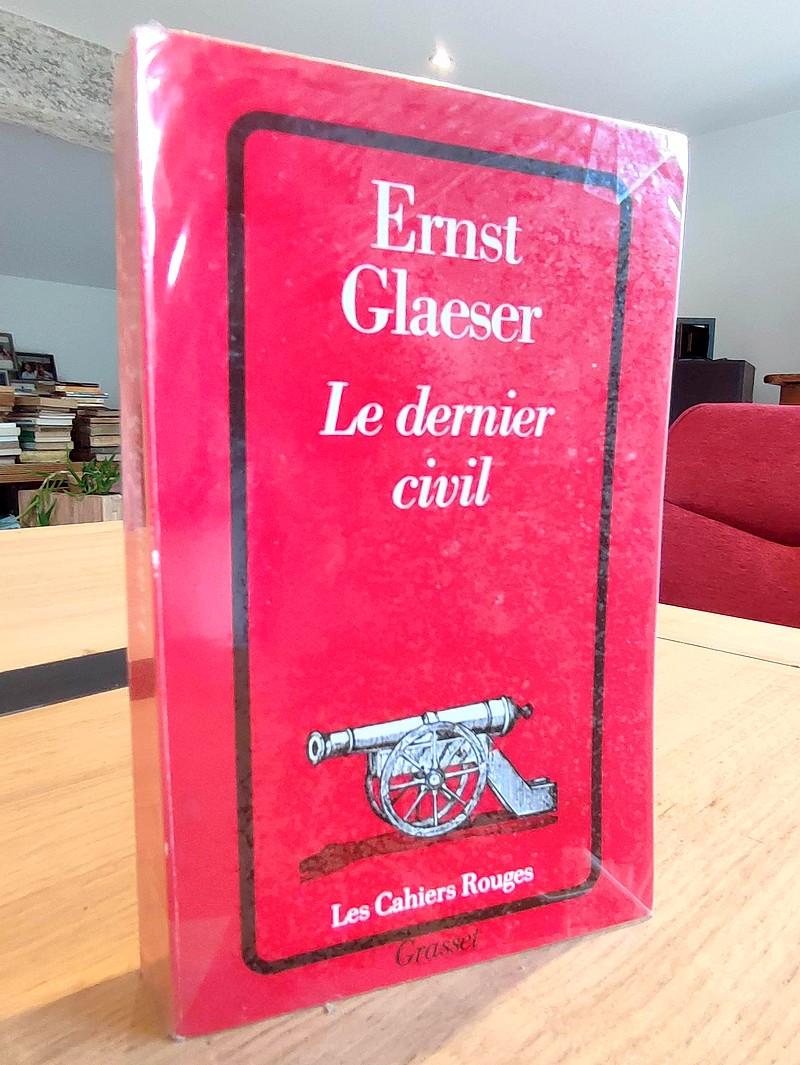 Ernst
Glaeser
Le dernier
civil
Les Cahiers Rouges
Grasset